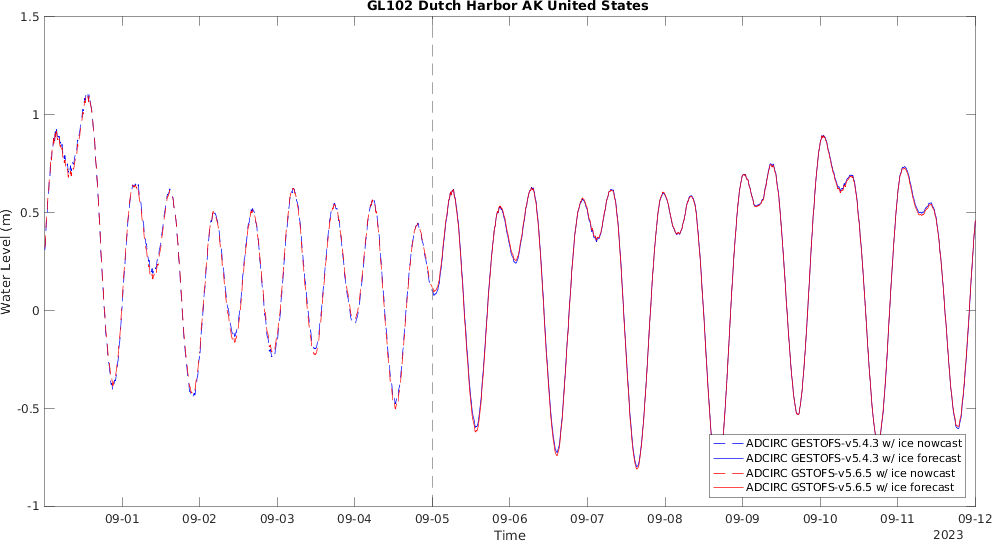 GL102 Dutch Harbor AK United States
1.5
1
0.5
0
-0.5
-1
Water Level (m)
09-01 09-02 09-03 09-04 09-05 09-06 09-07 09-08 09-09 09-10 09-11 09-12
Time
2023
ADCIRC GESTOFS-v5.4.3 w/ ice nowcast
ADCIRC GESTOFS-v5.4.3 w/ ice forecast
ADCIRC GSTOFS-v5.6.5 w/ ice nowcast
ADCIRC GSTOFS-v5.6.5 w/ ice forecast